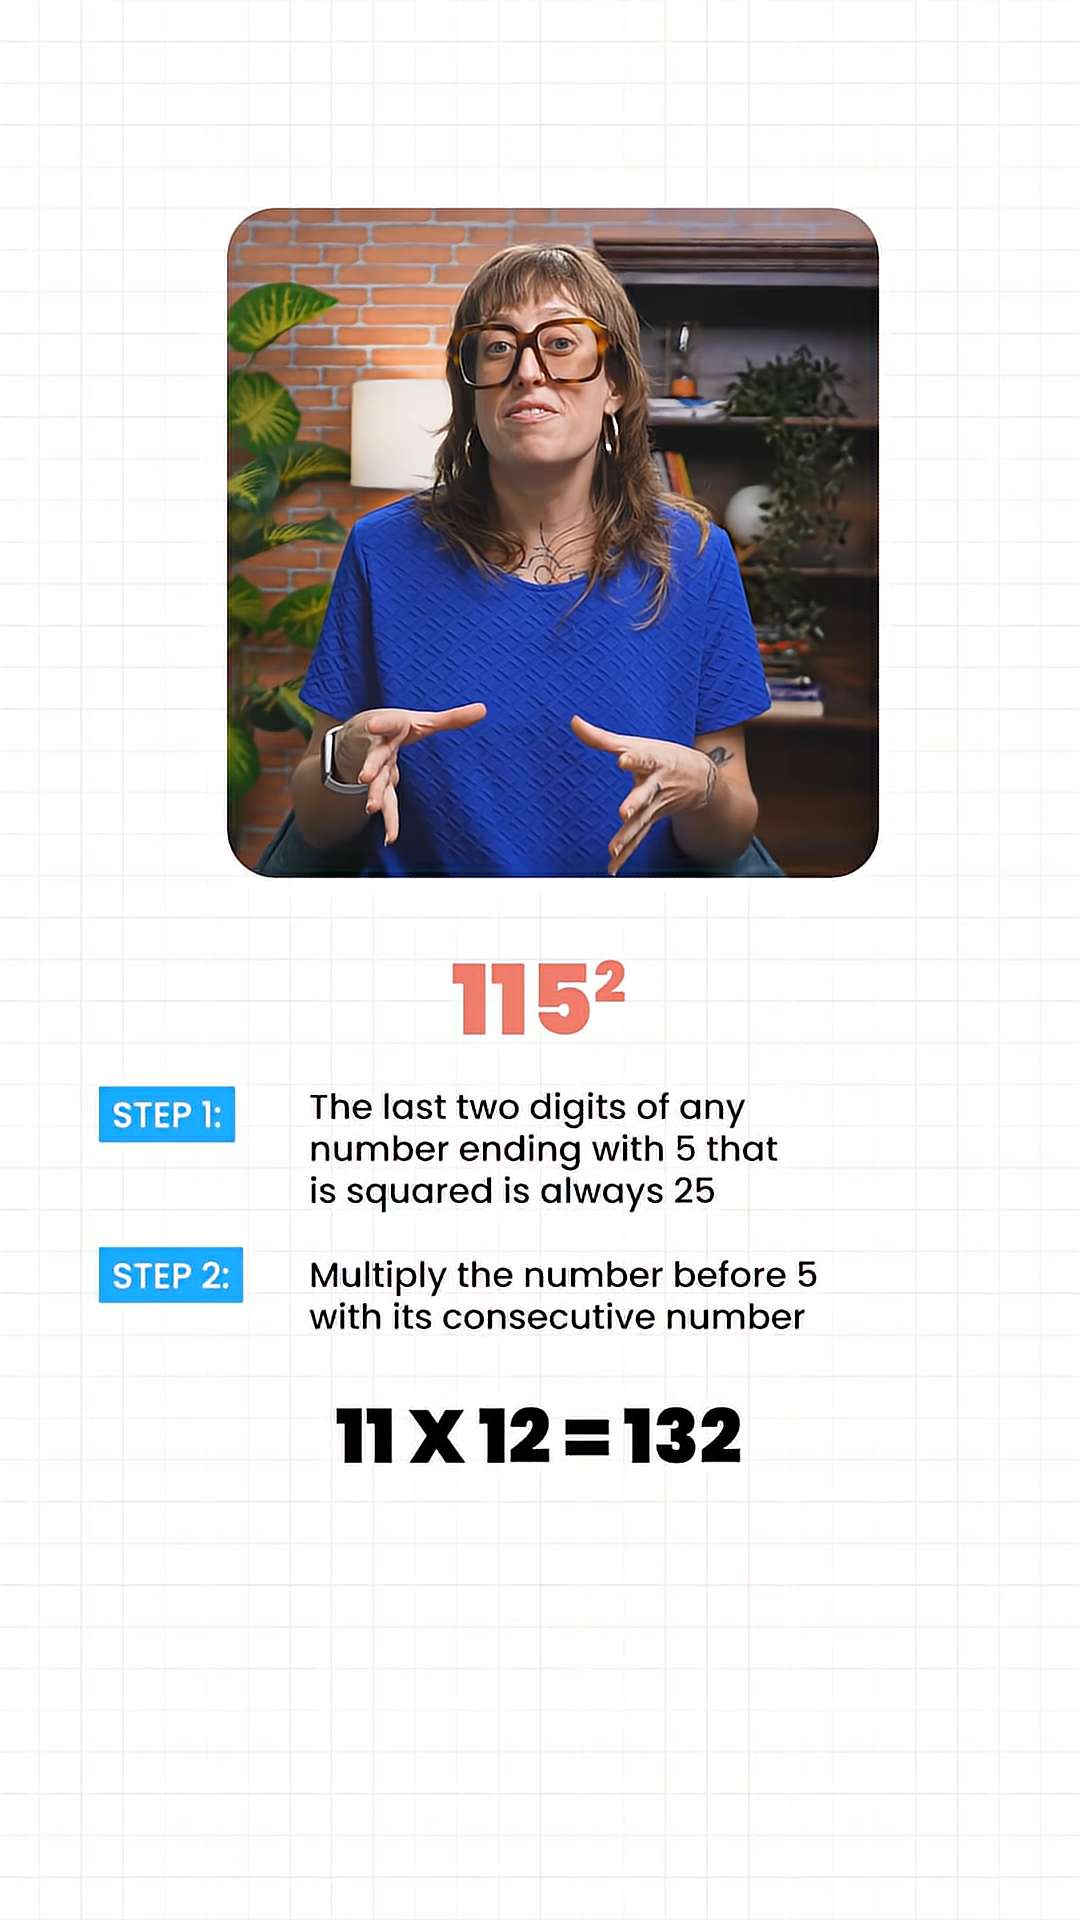 115²
STEP 1:
The last two digits of any
number ending with 5 that
is squared is always 25
STEP 2:
Multiply the number before 5
with its consecutive number
11 X 12 = 132